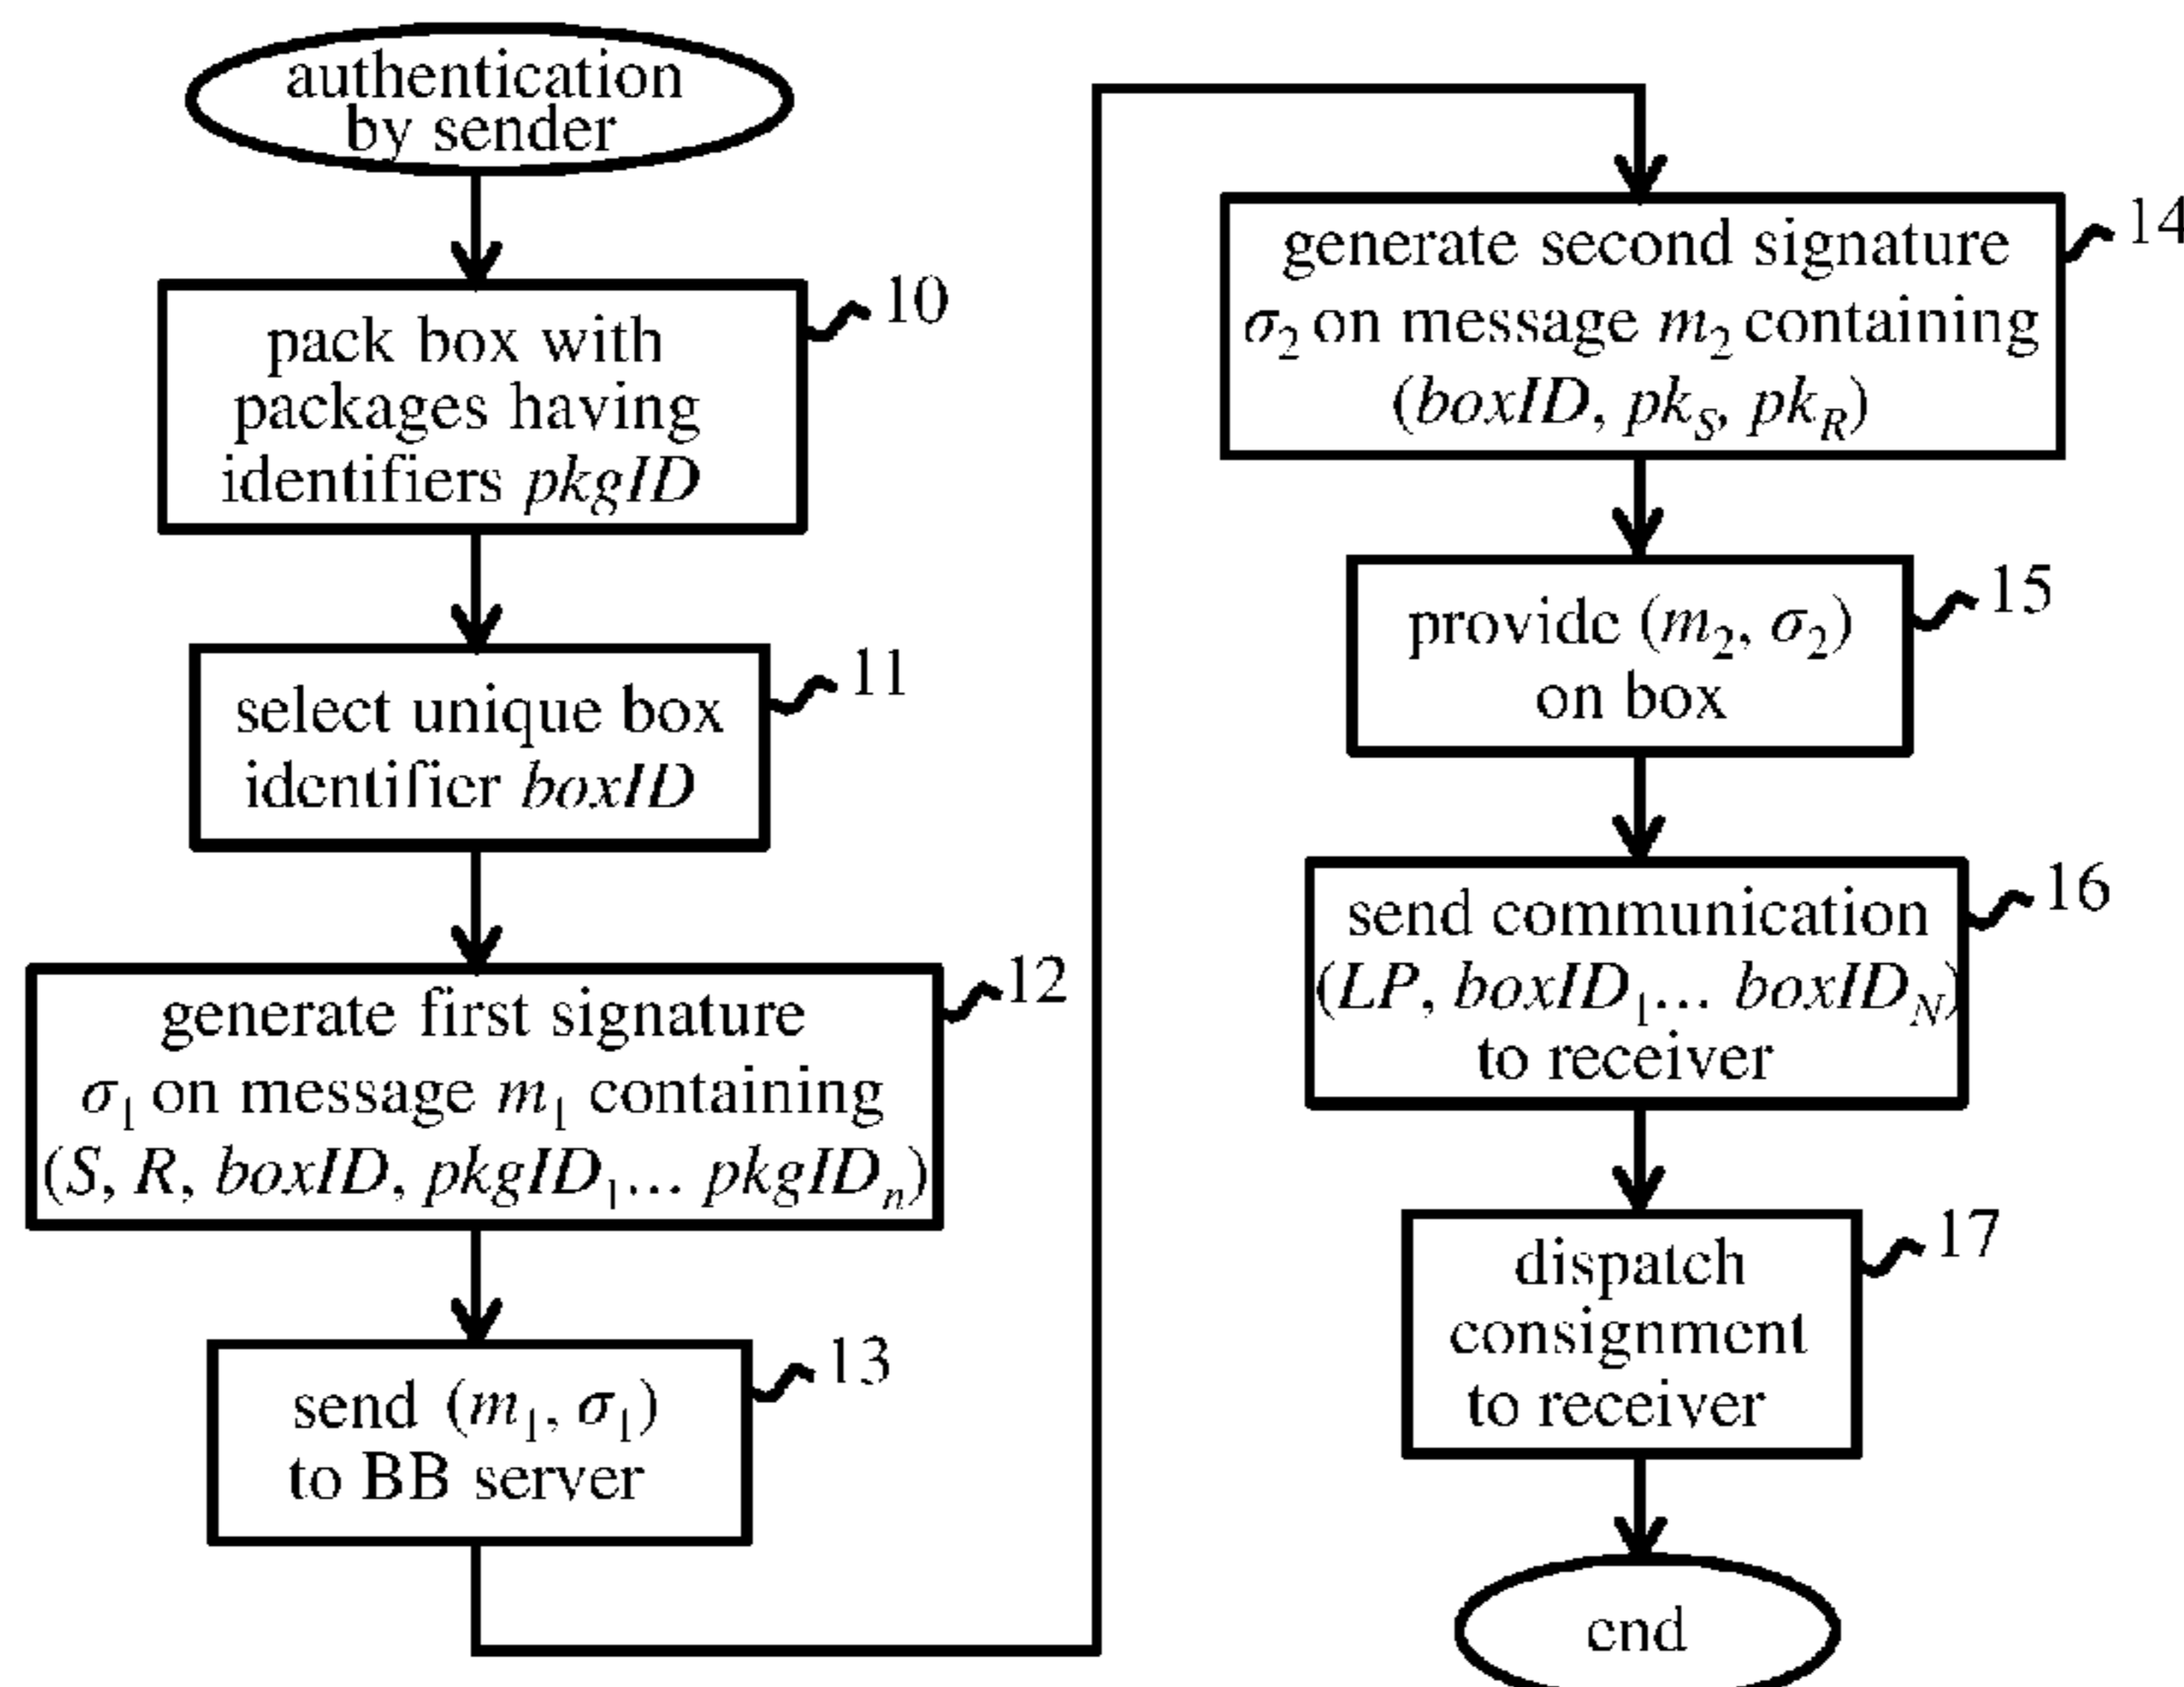 authentication
by sender
10
pack box with
packages having
identifiers pkgID
11
select unique box
identifier boxID
12
generate first signature
σ₁ on message m₁ containing
(S, R, boxID, pkgID₁... pkgIDₙ)
13
send (m₁, σ₁)
to BB server
14
generate second signature
σ₂ on message m₂ containing
(boxID, pk_S, pk_R)
15
provide (m₂, σ₂)
on box
16
send communication
(LP, boxID₁... boxID_N)
to receiver
17
dispatch
consignment
to receiver
end